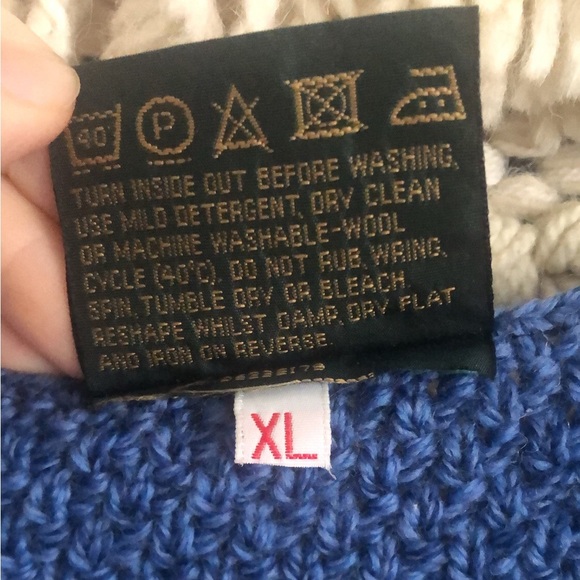 40°
P
TURN INSIDE OUT BEFORE WASHING.
USE MILD DETERGENT, DRY CLEAN
OR MACHINE WASHABLE-WOOL
CYCLE (40°C). DO NOT RUB, WRING,
SPIN, TUMBLE DRY OR BLEACH.
RESHAPE WHILST DAMP, DRY FLAT
AND IRON ON REVERSE.
XL